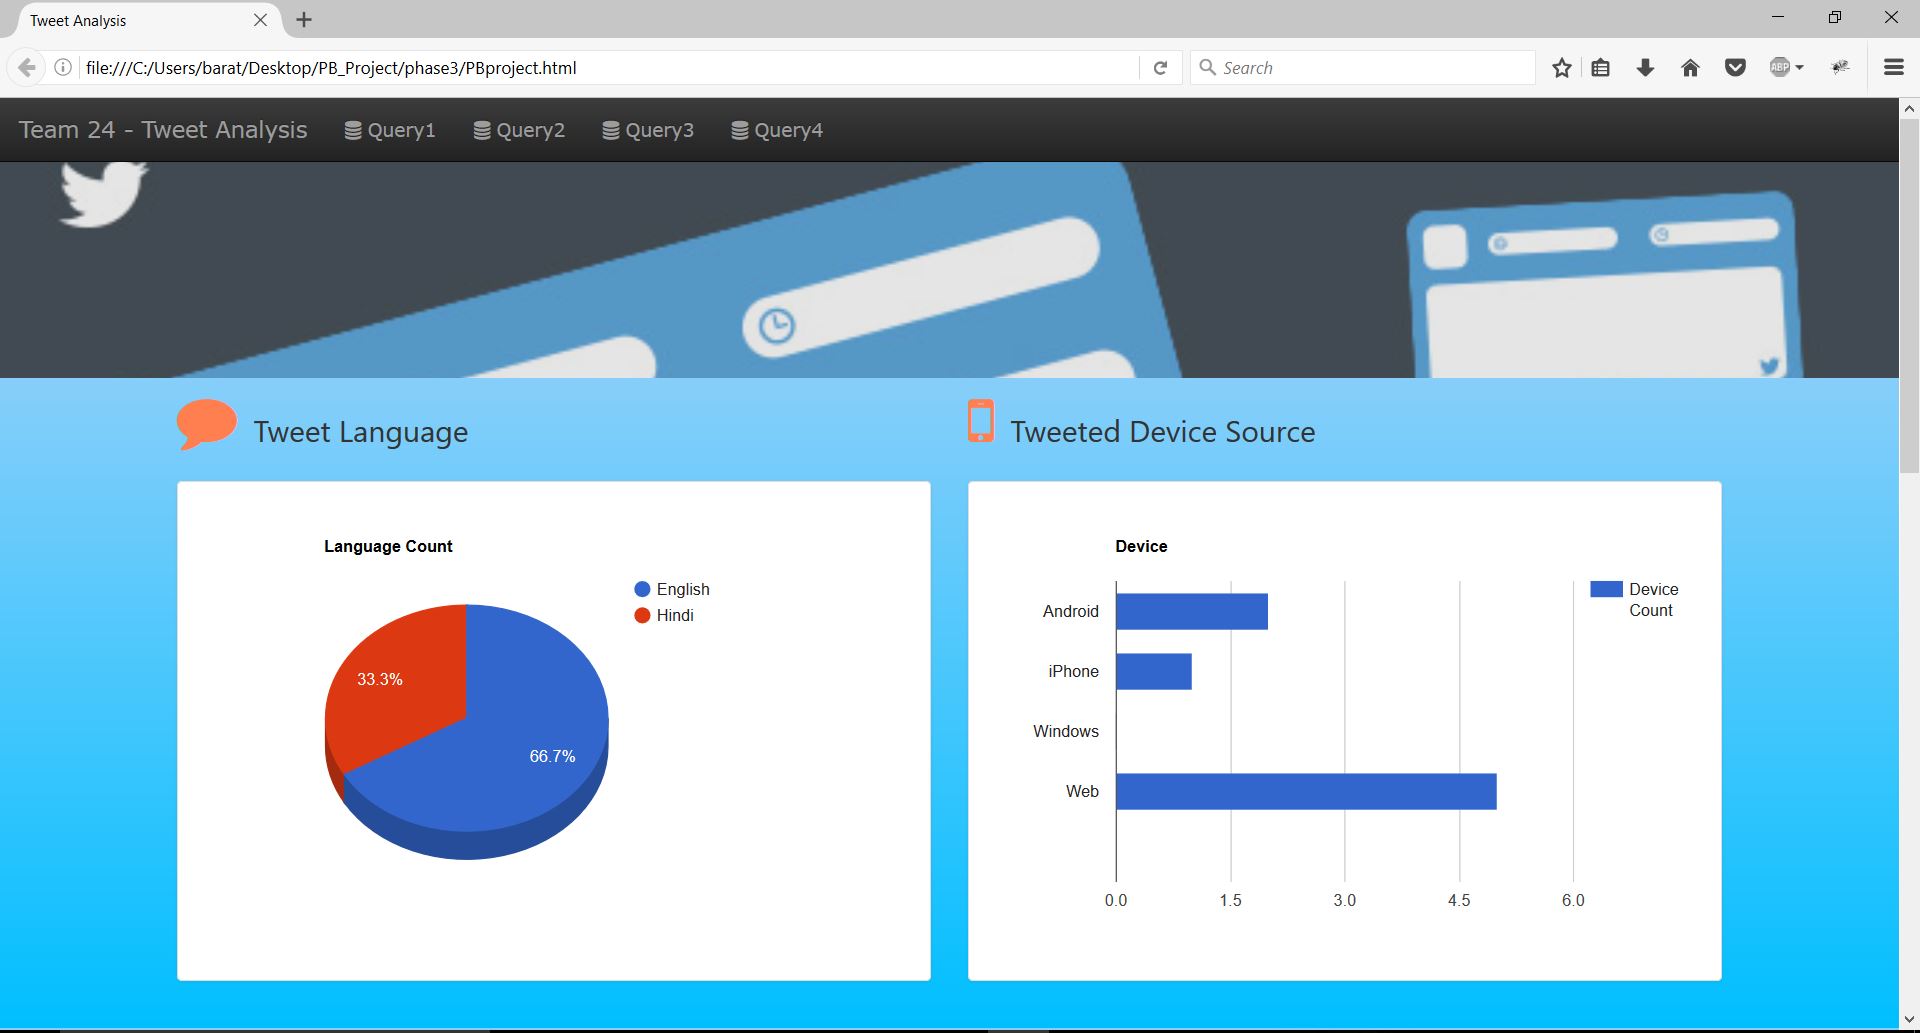 Tweet Analysis
file:///C:/Users/barat/Desktop/PB_Project/phase3/PBproject.html
Search
ABP
Team 24 - Tweet Analysis
Query1
Query2
Query3
Query4
Tweet Language
Tweeted Device Source
Language Count
English
Hindi
33.3%
66.7%
Device
Device
Count
Android
iPhone
Windows
Web
0.0 1.5 3.0 4.5 6.0